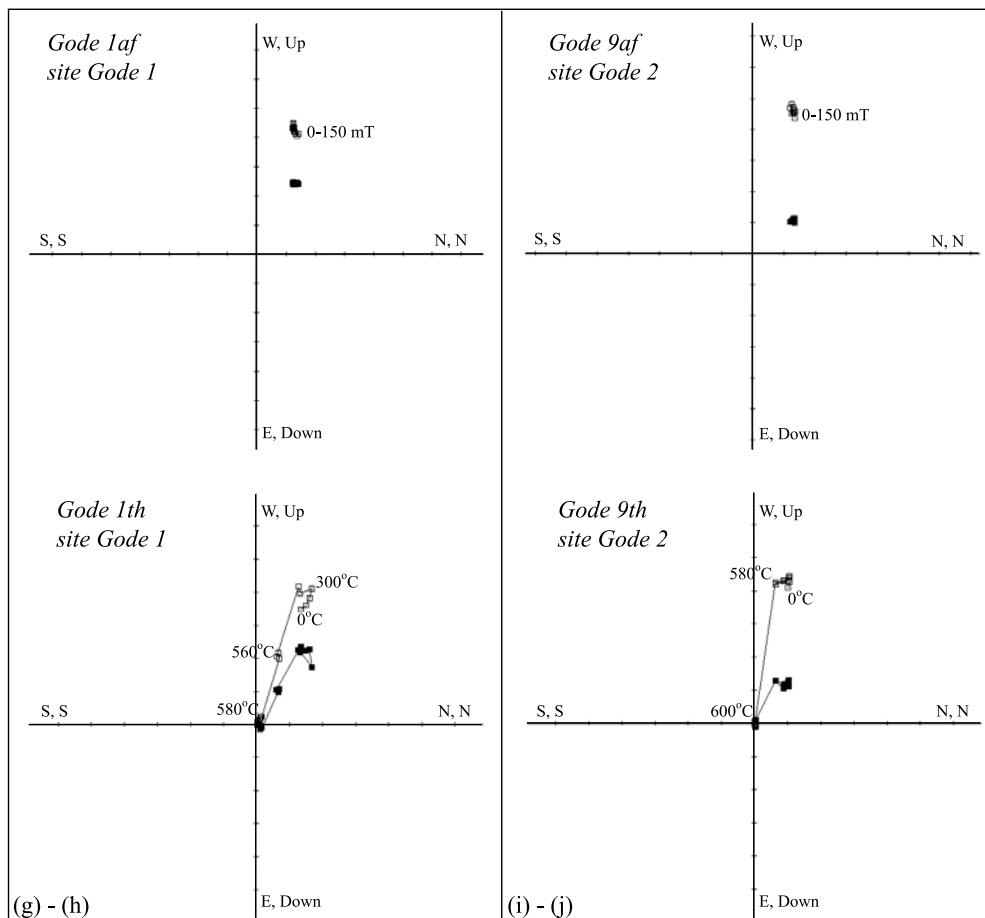 Gode 1af
site Gode 1
W, Up
0-150 mT
S, S
N, N
E, Down
Gode 9af
site Gode 2
W, Up
0-150 mT
S, S
N, N
E, Down
Gode 1th
site Gode 1
W, Up
300°C
0°C
560°C
580°C
S, S
N, N
E, Down
(g) - (h)
Gode 9th
site Gode 2
W, Up
580°C
0°C
600°C
S, S
N, N
E, Down
(i) - (j)